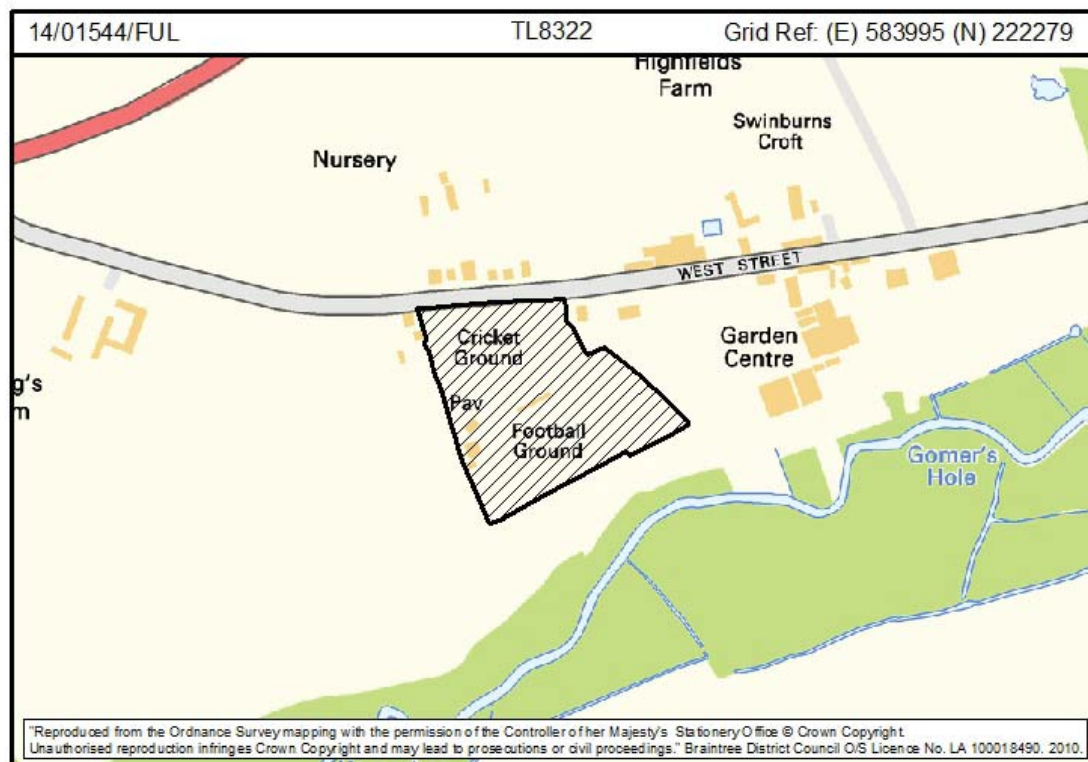 14/01544/FUL TL8322 Grid Ref: (E) 583995 (N) 222279
Highfields
Farm
Swinburns
Croft
Nursery
WEST STREET
Cricket
Ground
Garden
Centre
g's
m
Pav
Football
Ground
Gomer's
Hole
"Reproduced from the Ordnance Survey mapping with the permission of the Controller of her Majesty's Stationery Office © Crown Copyright.
Unauthorised reproduction infringes Crown Copyright and may lead to prosecutions or civil proceedings." Braintree District Council O/S Licence No. LA 100018490. 2010.